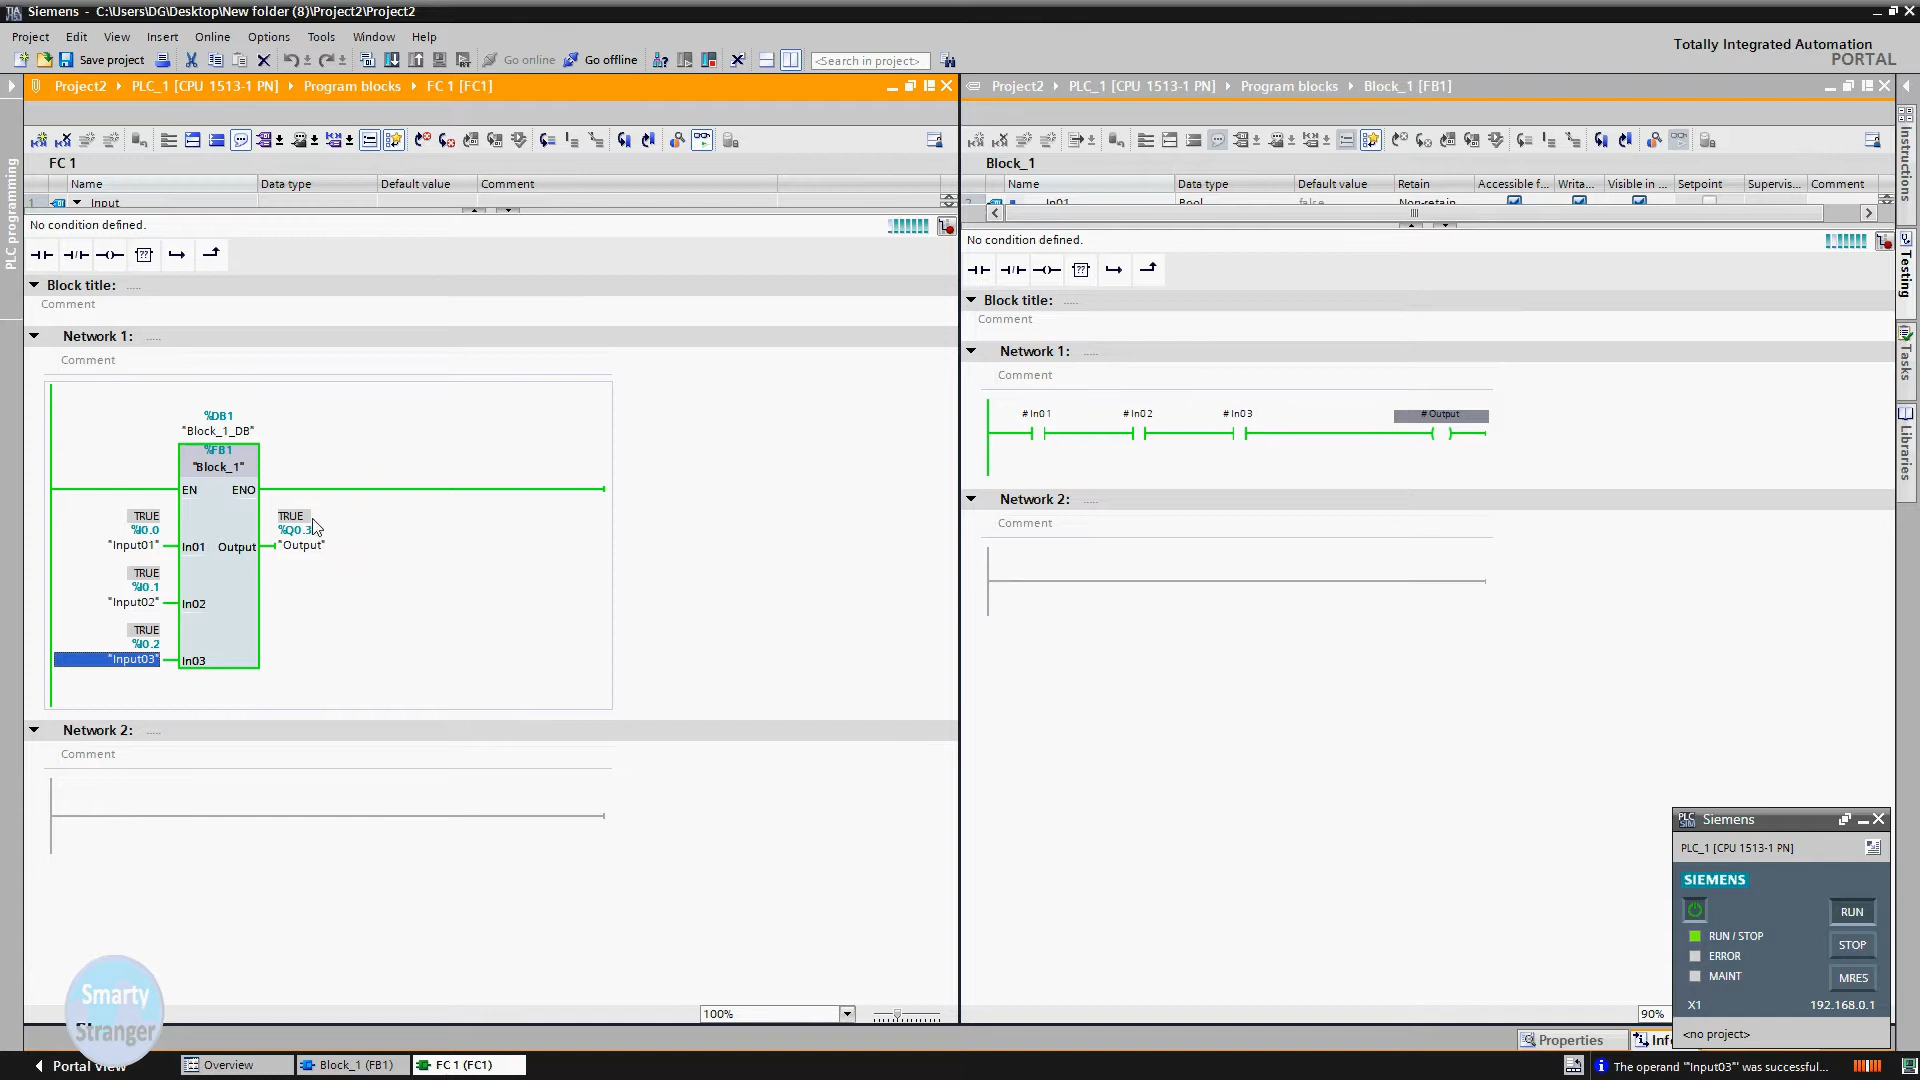 Siemens - C:\Users\DG\Desktop\New folder (8)\Project2\Project2
Project Edit View Insert Online Options Tools Window Help
Totally Integrated Automation
PORTAL
Save project
Go online
Go offline
<Search in project>
Project2 PLC_1 [CPU 1513-1 PN] Program blocks FC 1 [FC1]
FC 1
Name Data type Default value Comment
1 Input
No condition defined.
Block title: .....
Comment
Network 1: .....
Comment
%DB1
"Block_1_DB"
%FB1
"Block_1"
EN ENO
TRUE
%I0.0
"Input01"
In01
Output
TRUE
%Q0.3
"Output"
TRUE
%I0.1
"Input02"
In02
TRUE
%I0.2
"Input03"
In03
Network 2: .....
Comment
100%
Project2 PLC_1 [CPU 1513-1 PN] Program blocks Block_1 [FB1]
Block_1
Name Data type Default value Retain Accessible f... Writa... Visible in ... Setpoint Supervis... Comment
In01 Bool false Non-retain
No condition defined.
Block title: .....
Comment
Network 1: .....
Comment
#In01 #In02 #In03 #Output
Network 2: .....
Comment
90%
PLC programming
Instructions
Testing
Tasks
Libraries
PLC SIM Siemens
PLC_1 [CPU 1513-1 PN]
SIEMENS
RUN
RUN / STOP
STOP
ERROR
MAINT
MRES
X1 192.168.0.1
<no project>
Properties
Smarty
Stranger
Portal view
Overview
Block_1 (FB1)
FC 1 (FC1)
The operand '"Input03"' was successful...